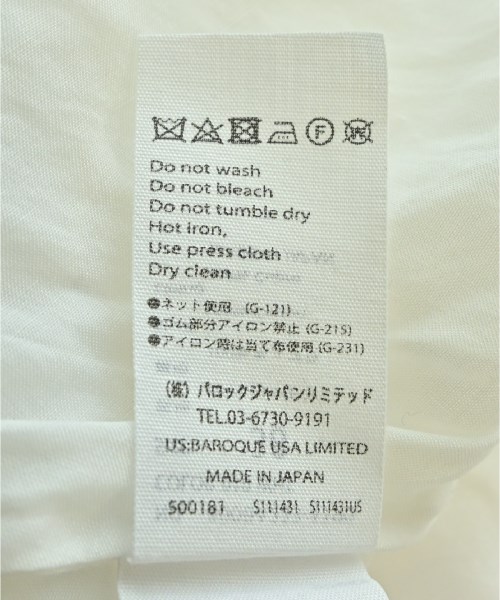 Do not wash
Do not bleach
Do not tumble dry
Hot iron,
Use press cloth
Dry clean
●ネット使用 (G-121)
●ゴム部分アイロン禁止 (G-215)
●アイロン時は当て布使用 (G-231)
(株) バロックジャパンリミテッド
TEL.03-6730-9191
US:BAROQUE USA LIMITED
MADE IN JAPAN
500181 S111431 S111431US